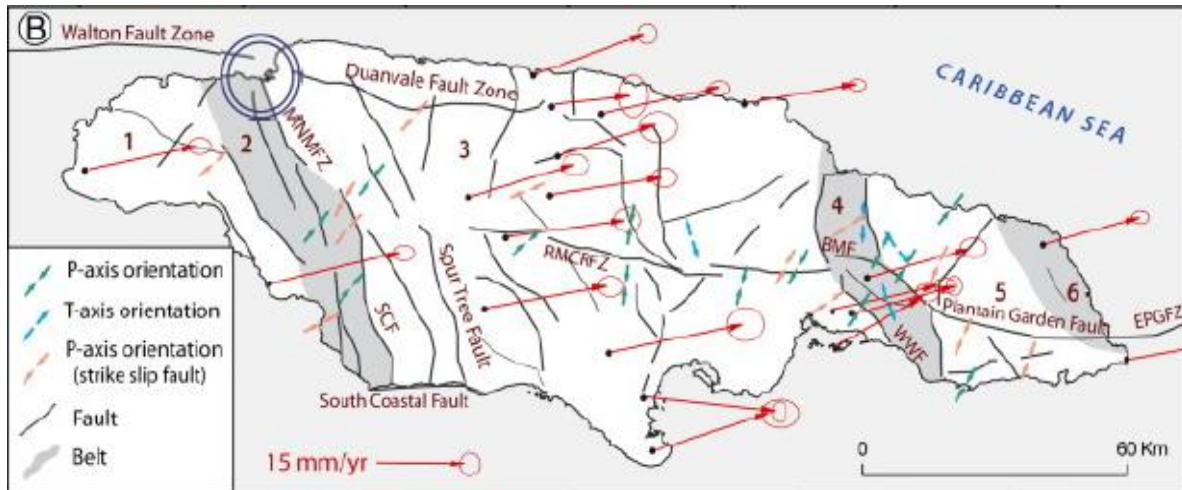 B
Walton Fault Zone
Duanvale Fault Zone
CARIBBEAN SEA
MNMFZ
1
2
3
4
BMF
RMCRFZ
SCF
Spur Tree Fault
5
6
Plantain Garden Fault
EPGFZ
WWF
South Coastal Fault
P-axis orientation
T-axis orientation
P-axis orientation
(strike slip fault)
Fault
Belt
15 mm/yr
0
60 Km